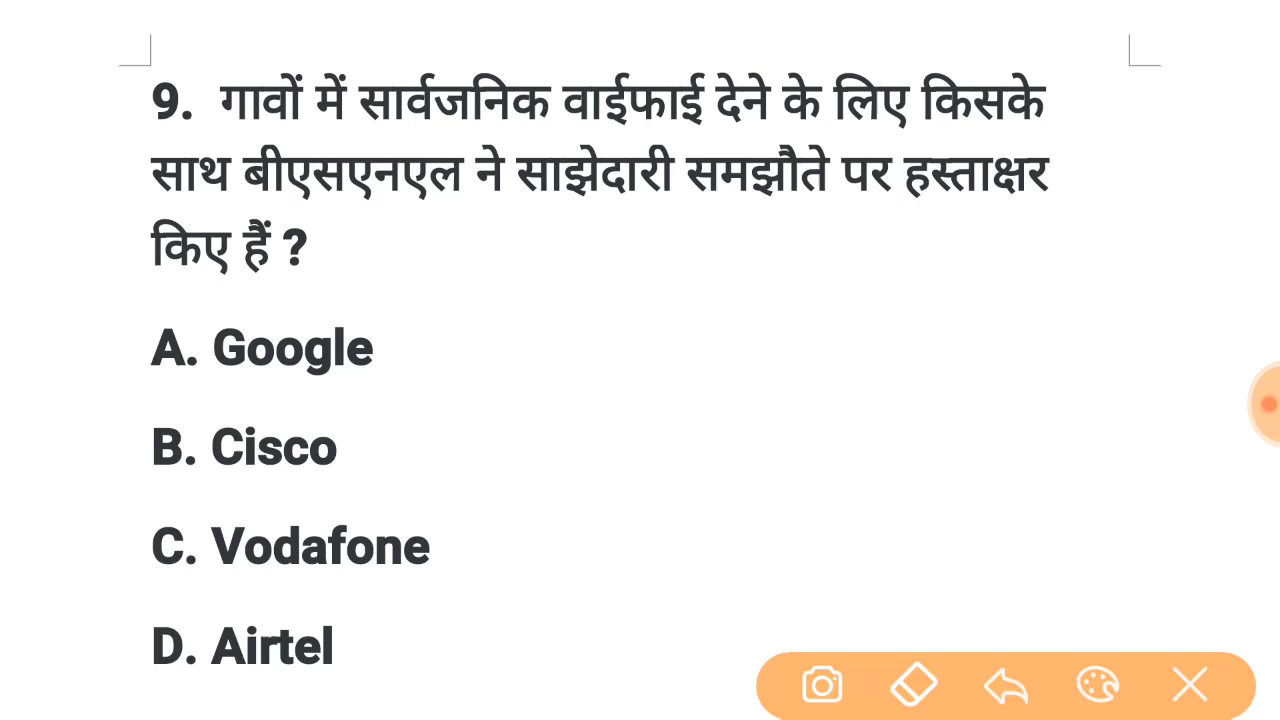 9. गावों में सार्वजनिक वाईफाई देने के लिए किसके
साथ बीएसएनएल ने साझेदारी समझौते पर हस्ताक्षर
किए हैं ?
A. Google
B. Cisco
C. Vodafone
D. Airtel